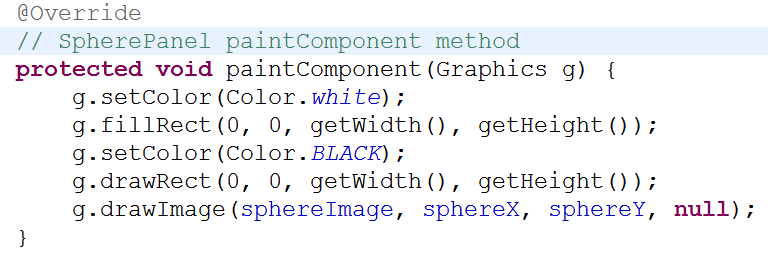 @Override
// SpherePanel paintComponent method
protected void paintComponent(Graphics g) {
    g.setColor(Color.white);
    g.fillRect(0, 0, getWidth(), getHeight());
    g.setColor(Color.BLACK);
    g.drawRect(0, 0, getWidth(), getHeight());
    g.drawImage(sphereImage, sphereX, sphereY, null);
}